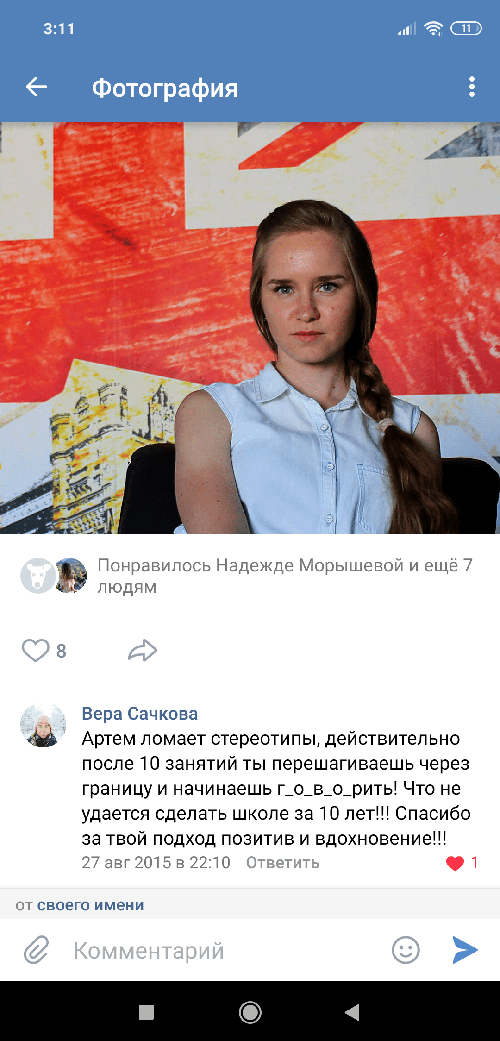 3:11
11
Фотография
Понравилось Надежде Морышевой и ещё 7
людям
8
Вера Сачкова
Артем ломает стереотипы, действительно
после 10 занятий ты перешагиваешь через
границу и начинаешь г_о_в_о_рить! Что не
удается сделать школе за 10 лет!!! Спасибо
за твой подход позитив и вдохновение!!!
27 авг 2015 в 22:10 Ответить 1
от своего имени
Комментарий